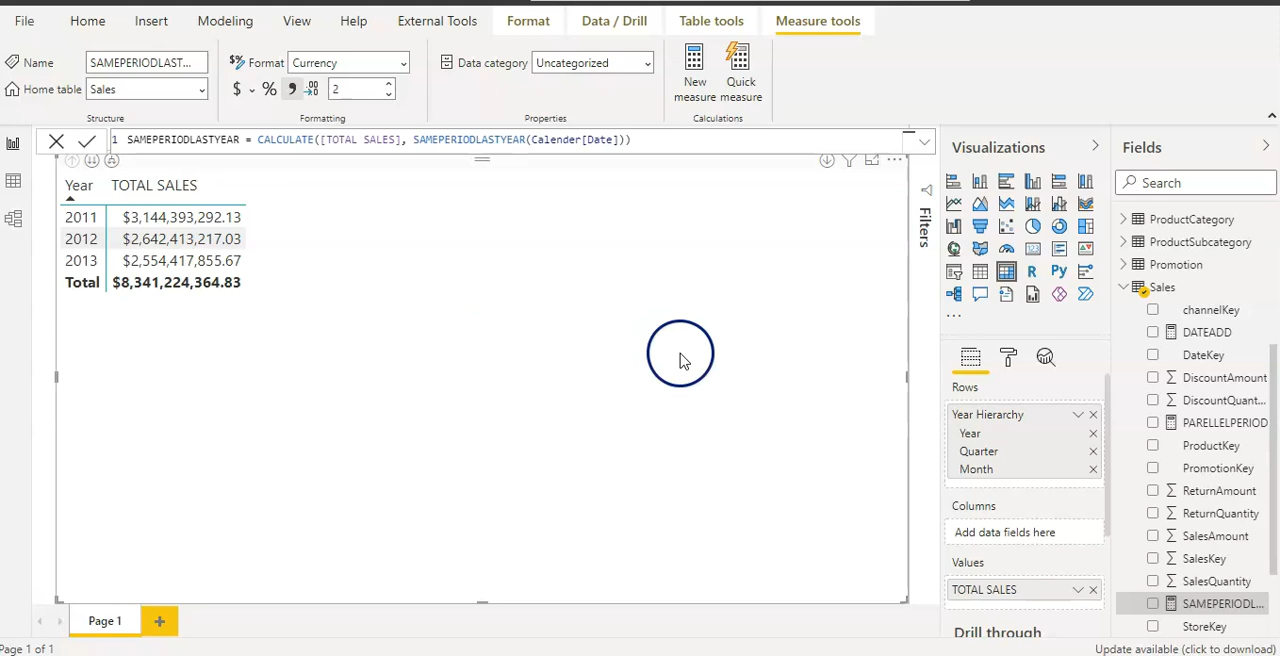 File Home Insert Modeling View Help External Tools Format Data / Drill Table tools Measure tools
Name SAMEPERIODLAST...
Home table Sales
Structure
Format Currency
$ % 2
Formatting
Data category Uncategorized
Properties
New measure
Quick measure
Calculations
1 SAMEPERIODLASTYEAR = CALCULATE([TOTAL SALES], SAMEPERIODLASTYEAR(Calender[Date]))
Year TOTAL SALES
2011 $3,144,393,292.13
2012 $2,642,413,217.03
2013 $2,554,417,855.67
Total $8,341,224,364.83
Filters
Visualizations
R Py
...
Rows
Year Hierarchy
Year
Quarter
Month
Columns
Add data fields here
Values
TOTAL SALES
Drill through
Fields
Search
ProductCategory
ProductSubcategory
Promotion
Sales
channelKey
DATEADD
DateKey
DiscountAmount
DiscountQuant...
PARELLELPERIOD
ProductKey
PromotionKey
ReturnAmount
ReturnQuantity
SalesAmount
SalesKey
SalesQuantity
SAMEPERIODL...
StoreKey
Page 1
Page 1 of 1
Update available (click to download)